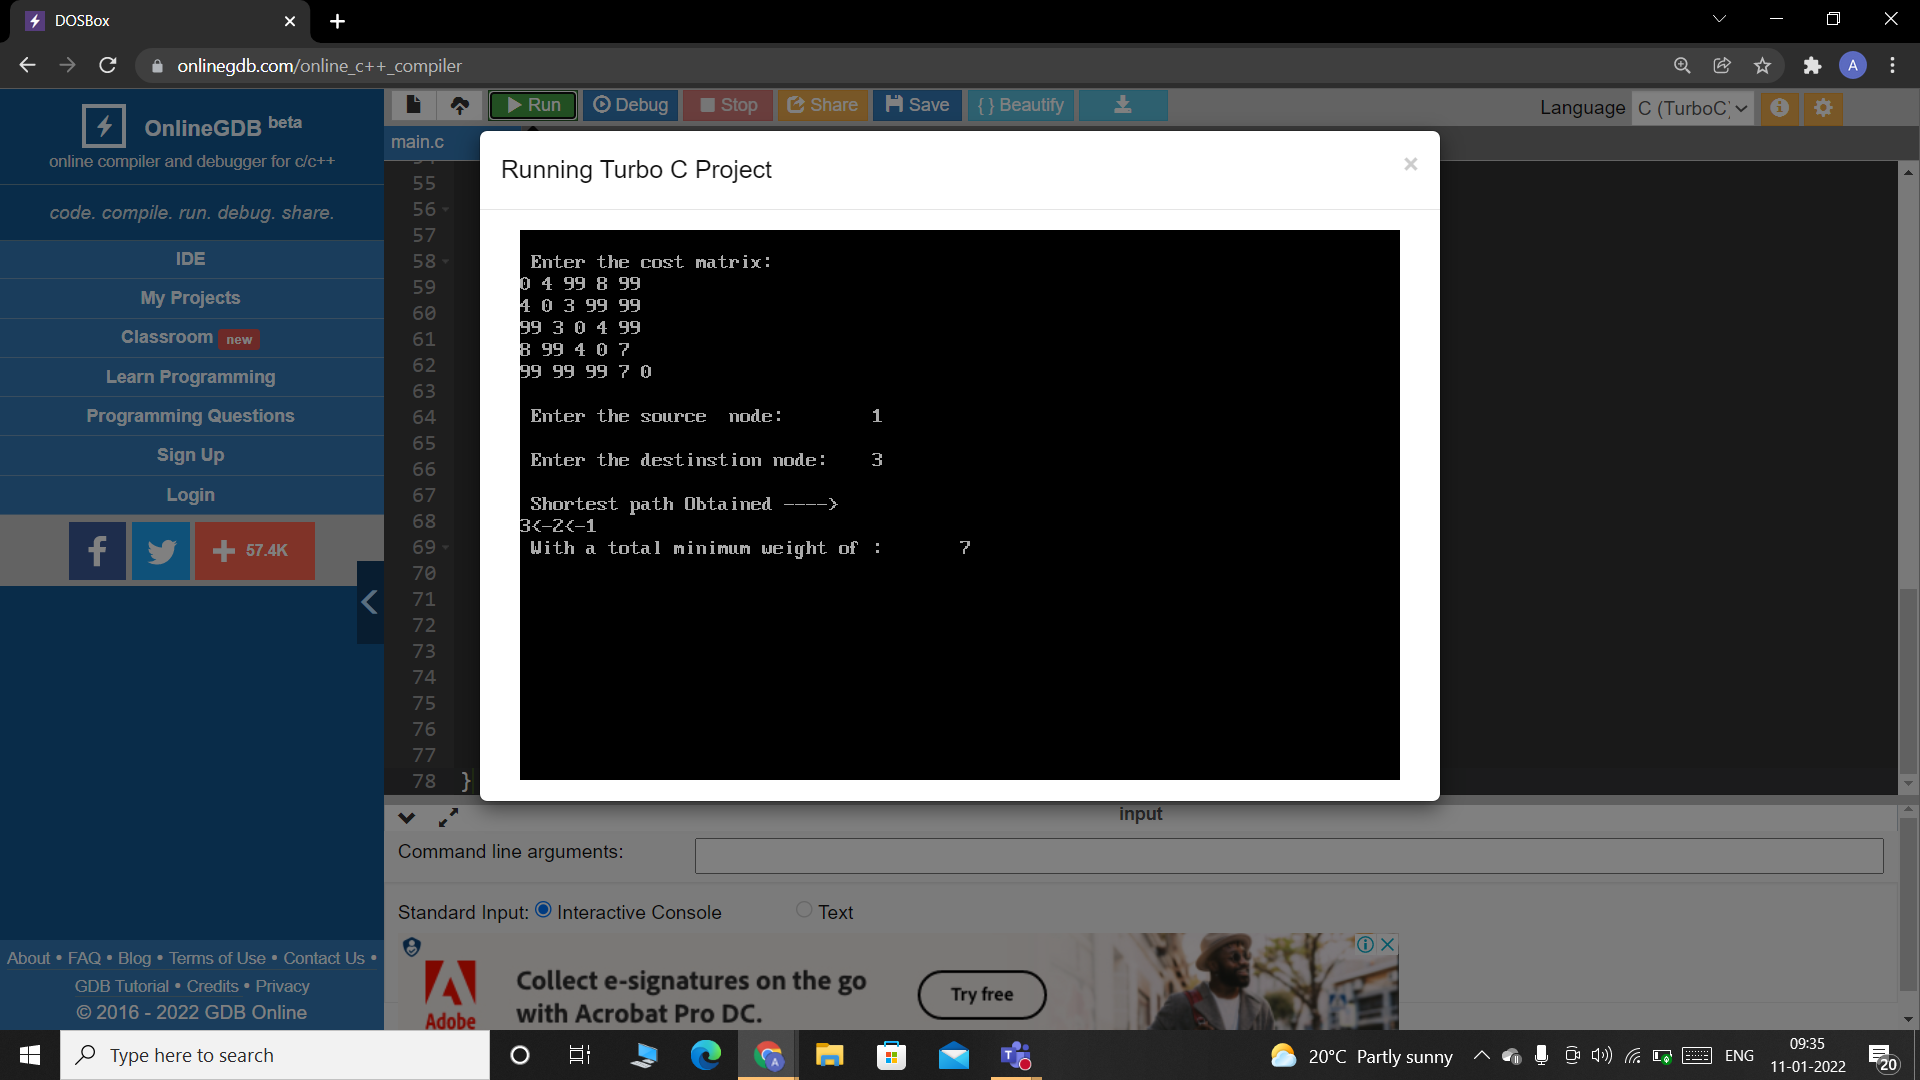 DOSBox
onlinegdb.com/online_c++_compiler
A
OnlineGDB beta
online compiler and debugger for c/c++
code. compile. run. debug. share.
IDE
My Projects
Classroom new
Learn Programming
Programming Questions
Sign Up
Login
57.4K
About • FAQ • Blog • Terms of Use • Contact Us •
GDB Tutorial • Credits • Privacy
© 2016 - 2022 GDB Online
Run Debug Stop Share Save { } Beautify
Language C (TurboC)
main.c
55
56
57
58
59
60
61
62
63
64
65
66
67
68
69
70
71
72
73
74
75
76
77
78 }
Running Turbo C Project
Enter the cost matrix:
0 4 99 8 99
4 0 3 99 99
99 3 0 4 99
8 99 4 0 7
99 99 99 7 0
Enter the source  node: 1
Enter the destinstion node: 3
Shortest path Obtained ---->
3<-2<-1
With a total minimum weight of : 7
input
Command line arguments:
Standard Input: Interactive Console Text
Adobe
Collect e-signatures on the go
with Acrobat Pro DC.
Try free
Type here to search
20°C Partly sunny
ENG
09:35
11-01-2022
20